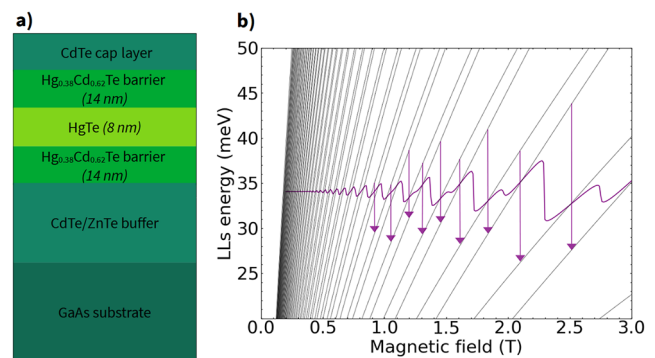 a)
CdTe cap layer
Hg₀.₃₈Cd₀.₆₂Te barrier
(14 nm)
HgTe (8 nm)
Hg₀.₃₈Cd₀.₆₂Te barrier
(14 nm)
CdTe/ZnTe buffer
GaAs substrate
b)
LLs energy (meV)
50
45
40
35
30
25
0.0 0.5 1.0 1.5 2.0 2.5 3.0
Magnetic field (T)